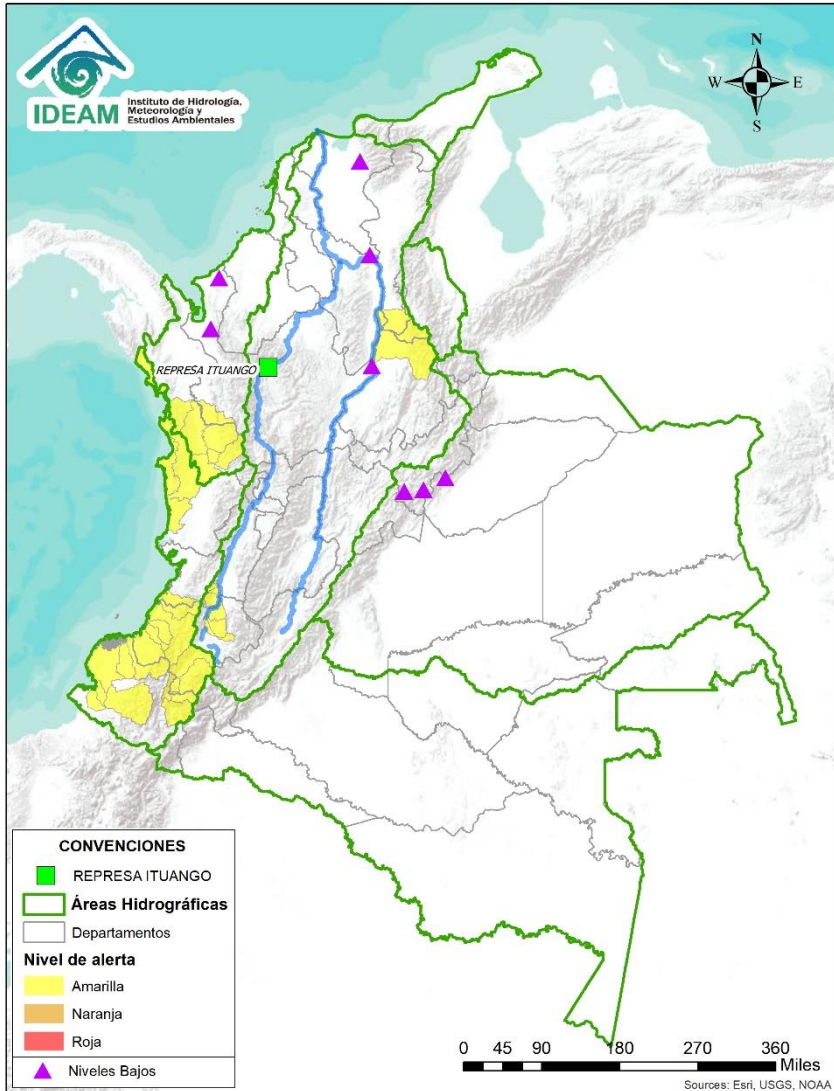 IDEAM
Instituto de Hidrología,
Meteorología y
Estudios Ambientales
N
W E
S
REPRESA ITUANGO
CONVENCIONES
REPRESA ITUANGO
Áreas Hidrográficas
Departamentos
Nivel de alerta
Amarilla
Naranja
Roja
Niveles Bajos
0 45 90 180 270 360
Miles
Sources: Esri, USGS, NOAA